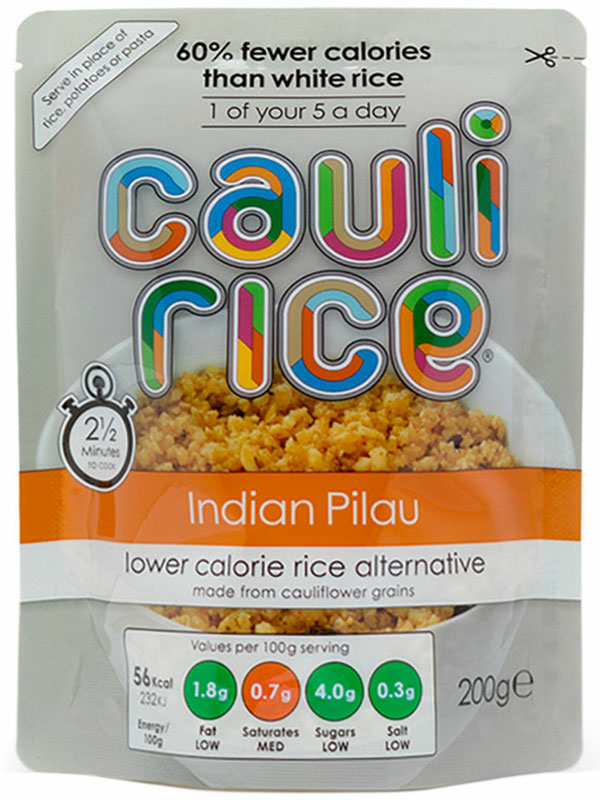 Serve in place of
rice, potatoes or pasta
60% fewer calories
than white rice
1 of your 5 a day
cauli
rice®
2½
Minutes
TO COOK
Indian Pilau
lower calorie rice alternative
made from cauliflower grains
Values per 100g serving
56Kcal
232KJ
Energy/
100g
1.8g
Fat
LOW
0.7g
Saturates
MED
4.0g
Sugars
LOW
0.3g
Salt
LOW
200g℮